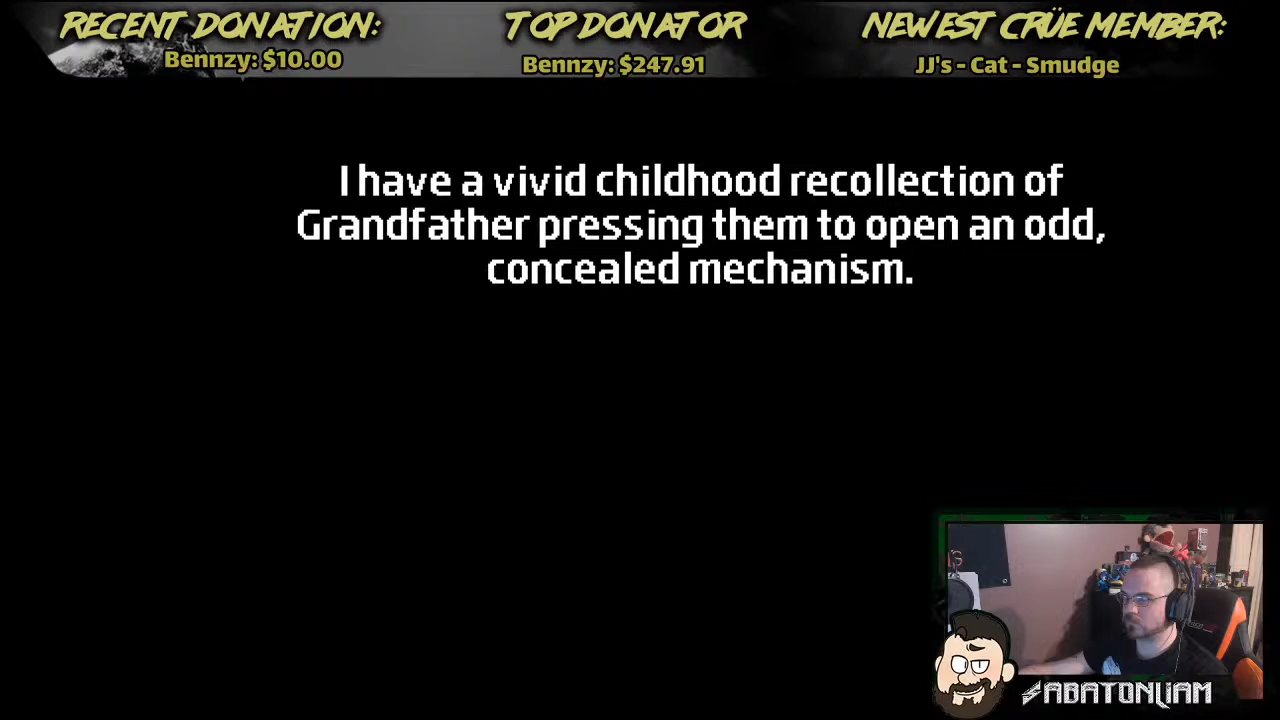 RECENT DONATION:
Bennzy: $10.00
TOP DONATOR
Bennzy: $247.91
NEWEST CRÜE MEMBER:
JJ's - Cat - Smudge
I have a vivid childhood recollection of
Grandfather pressing them to open an odd,
concealed mechanism.
SABATONLIAM